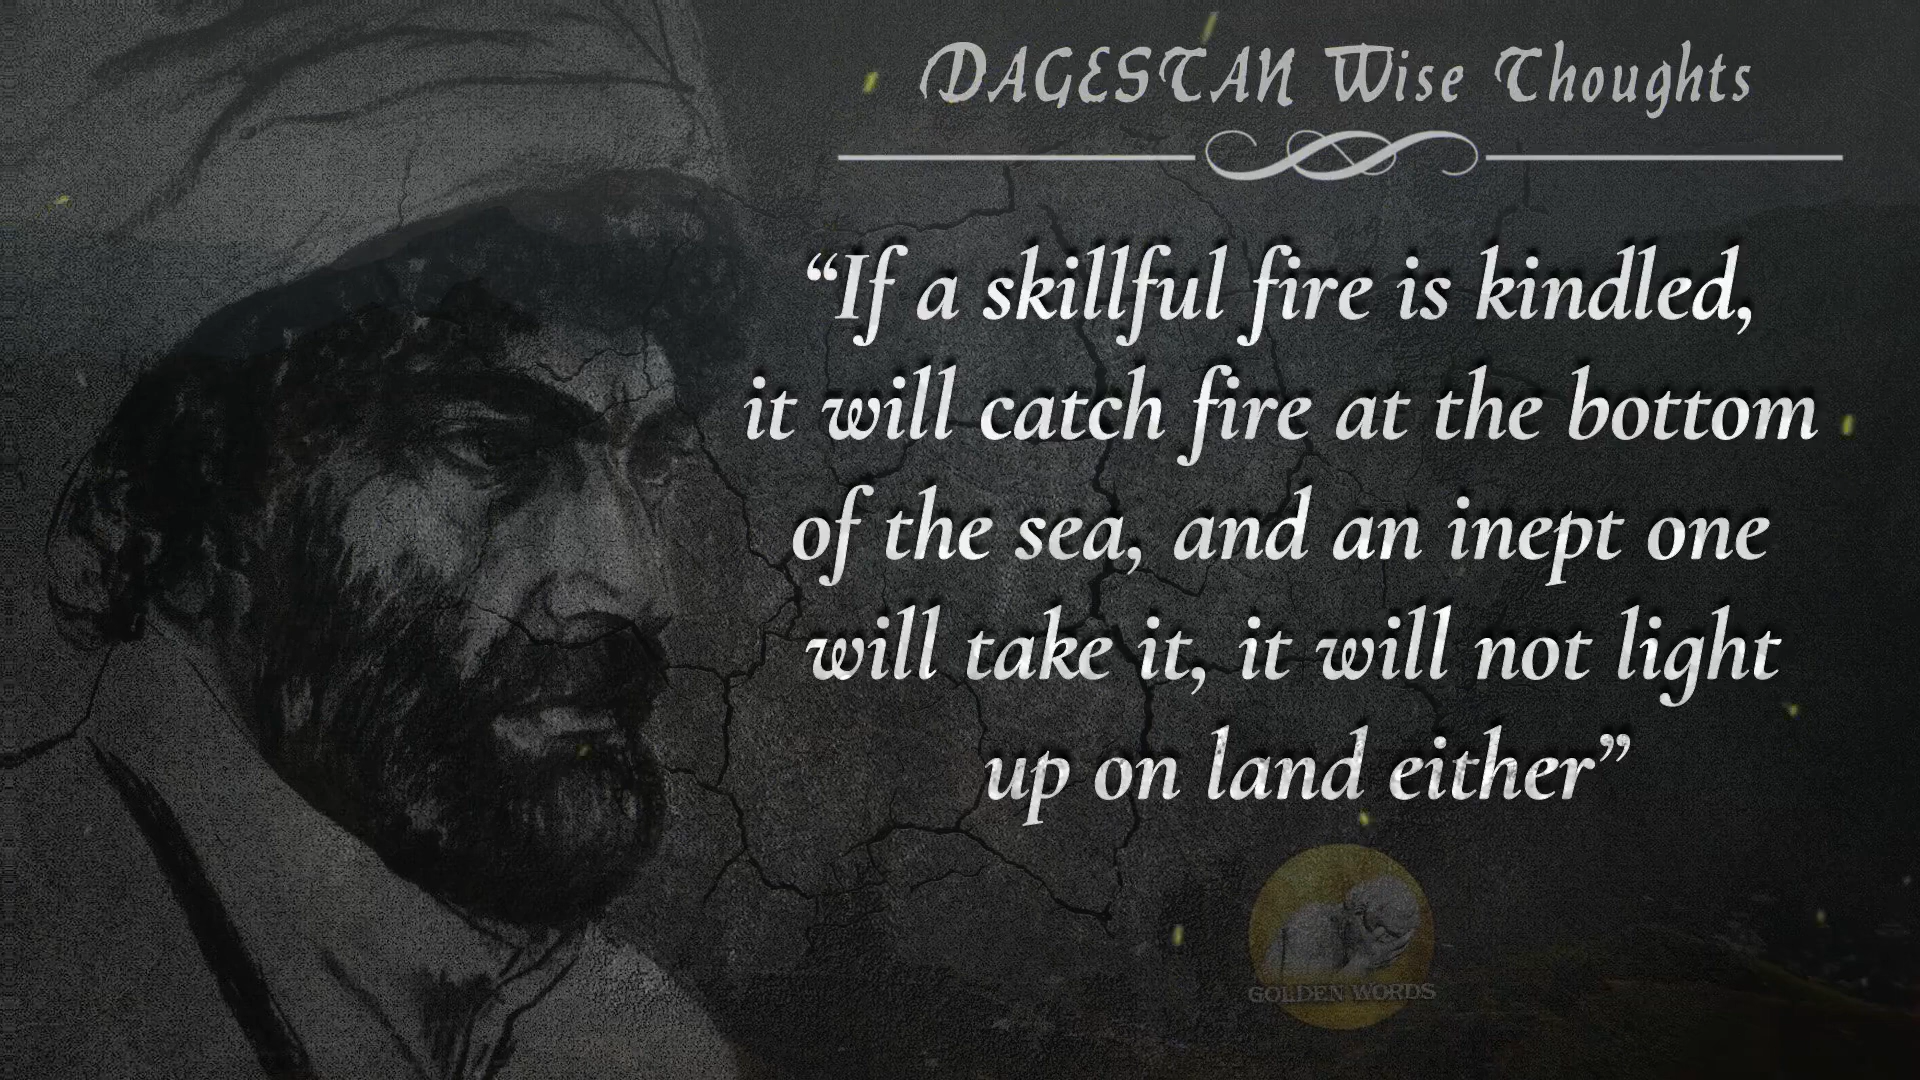 DAGESTAN Wise Thoughts
“If a skillful fire is kindled,
it will catch fire at the bottom
of the sea, and an inept one
will take it, it will not light
up on land either”
GOLDEN WORDS